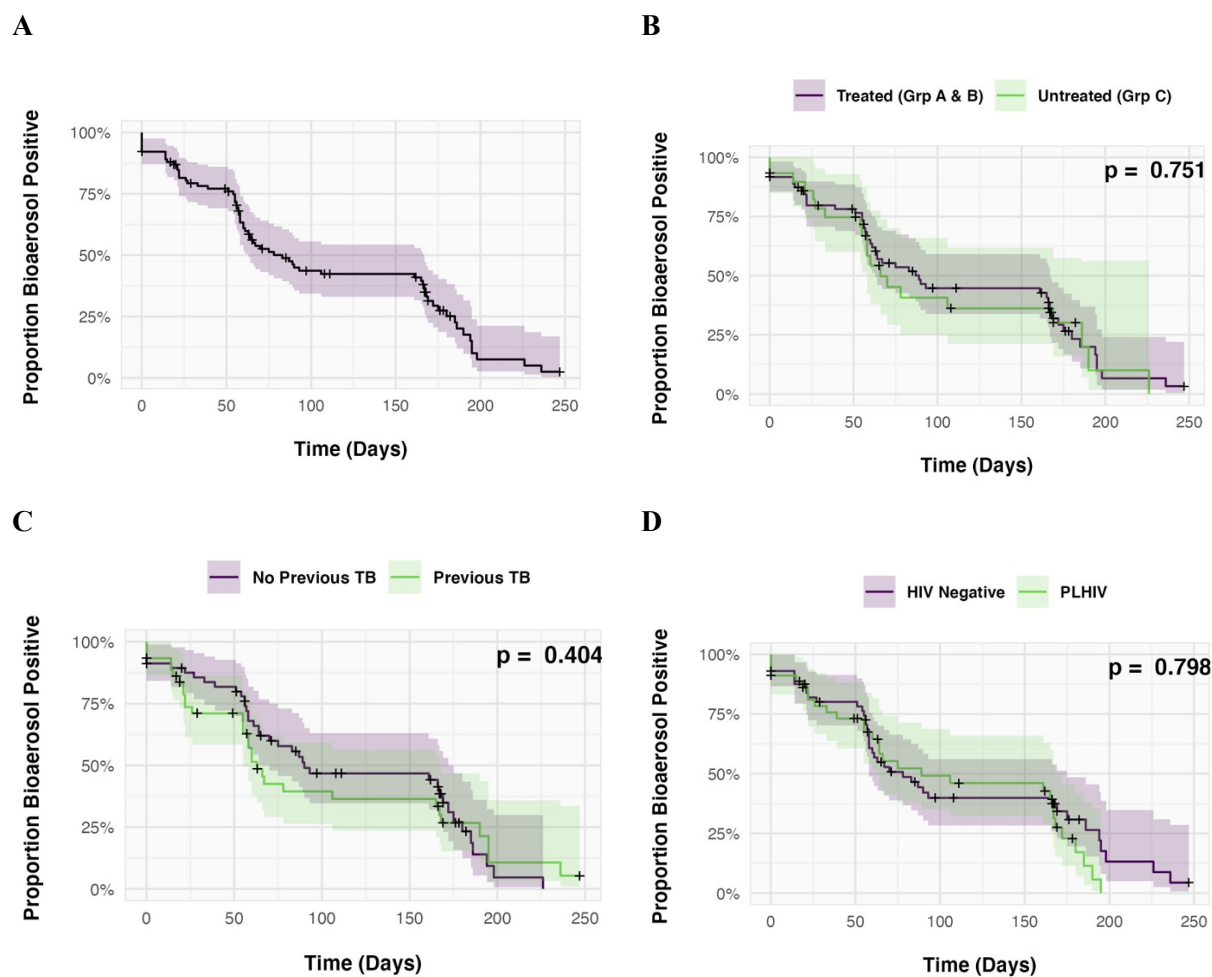 A
Proportion Bioaerosol Positive
100%
75%
50%
25%
0%
0 50 100 150 200 250
Time (Days)
B
Treated (Grp A & B) Untreated (Grp C)
Proportion Bioaerosol Positive
100%
75%
50%
25%
0%
p = 0.751
0 50 100 150 200 250
Time (Days)
C
No Previous TB Previous TB
Proportion Bioaerosol Positive
100%
75%
50%
25%
0%
p = 0.404
0 50 100 150 200 250
Time (Days)
D
HIV Negative PLHIV
Proportion Bioaerosol Positive
100%
75%
50%
25%
0%
p = 0.798
0 50 100 150 200 250
Time (Days)